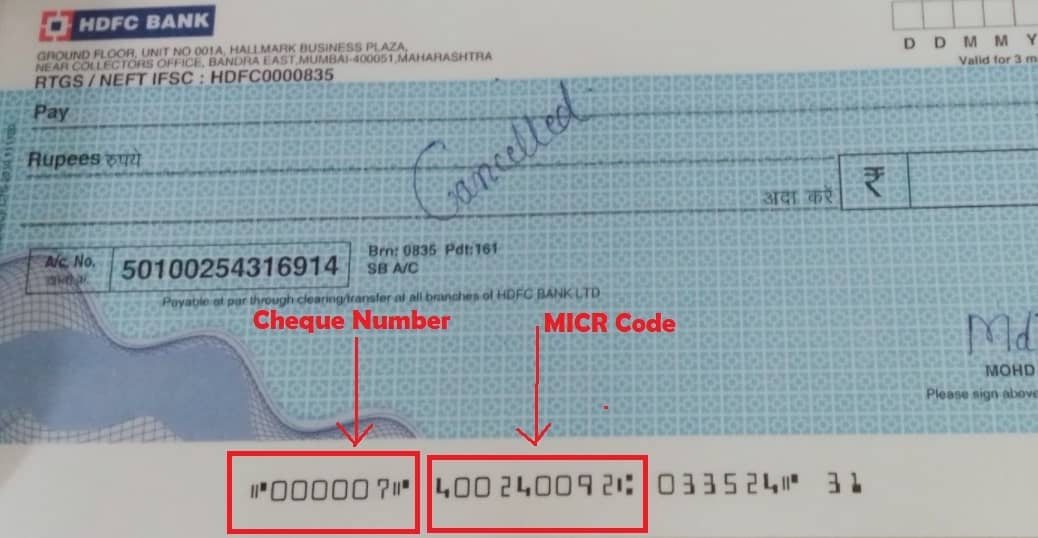 HDFC BANK
D D M M Y
GROUND FLOOR, UNIT NO 001A, HALLMARK BUSINESS PLAZA,
NEAR COLLECTORS OFFICE, BANDRA EAST,MUMBAI-400051,MAHARASHTRA
Valid for 3 m
RTGS / NEFT IFSC : HDFC0000835
Pay
Cancelled
Rupees रुपये
अदा करें ₹
A/c. No. 50100254316914 Brn: 0835 Pdt:161
SB A/C
Payable at par through clearing/transfer at all branches of HDFC BANK LTD
Cheque Number MICR Code
Md
MOHD
Please sign above
⑈000007⑈ 400240092⑆ 033524⑈ 31